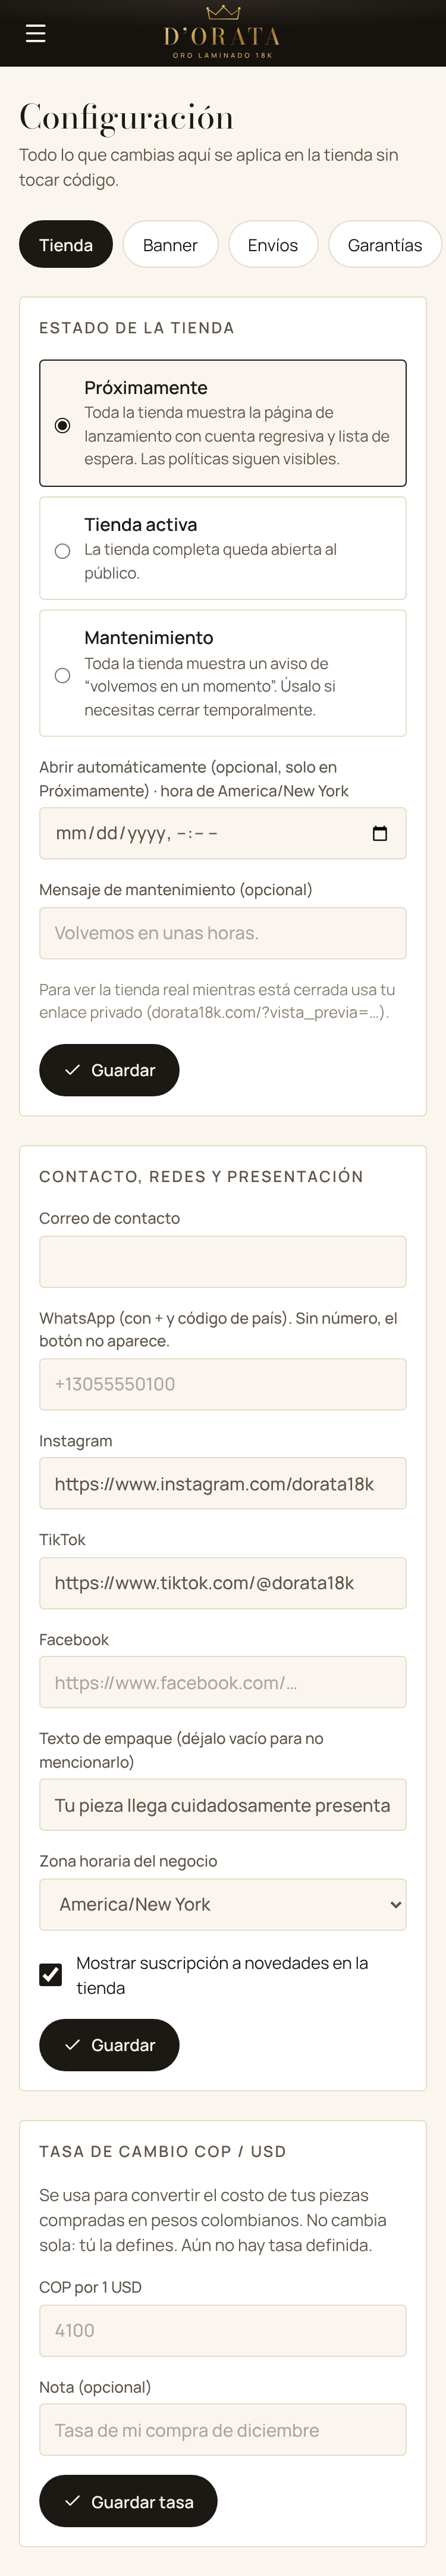 D'ORATA
ORO LAMINADO 18K
Configuración
Todo lo que cambias aquí se aplica en la tienda sin
tocar código.
Tienda
Banner
Envíos
Garantías
ESTADO DE LA TIENDA
Próximamente
Toda la tienda muestra la página de
lanzamiento con cuenta regresiva y lista de
espera. Las políticas siguen visibles.
Tienda activa
La tienda completa queda abierta al
público.
Mantenimiento
Toda la tienda muestra un aviso de
“volvemos en un momento”. Úsalo si
necesitas cerrar temporalmente.
Abrir automáticamente (opcional, solo en
Próximamente) · hora de America/New York
mm/dd/yyyy, –:– –
Mensaje de mantenimiento (opcional)
Volvemos en unas horas.
Para ver la tienda real mientras está cerrada usa tu
enlace privado (dorata18k.com/?vista_previa=…).
Guardar
CONTACTO, REDES Y PRESENTACIÓN
Correo de contacto
WhatsApp (con + y código de país). Sin número, el
botón no aparece.
+13055550100
Instagram
https://www.instagram.com/dorata18k
TikTok
https://www.tiktok.com/@dorata18k
Facebook
https://www.facebook.com/…
Texto de empaque (déjalo vacío para no
mencionarlo)
Tu pieza llega cuidadosamente presenta
Zona horaria del negocio
America/New York
Mostrar suscripción a novedades en la
tienda
Guardar
TASA DE CAMBIO COP / USD
Se usa para convertir el costo de tus piezas
compradas en pesos colombianos. No cambia
sola: tú la defines. Aún no hay tasa definida.
COP por 1 USD
4100
Nota (opcional)
Tasa de mi compra de diciembre
Guardar tasa